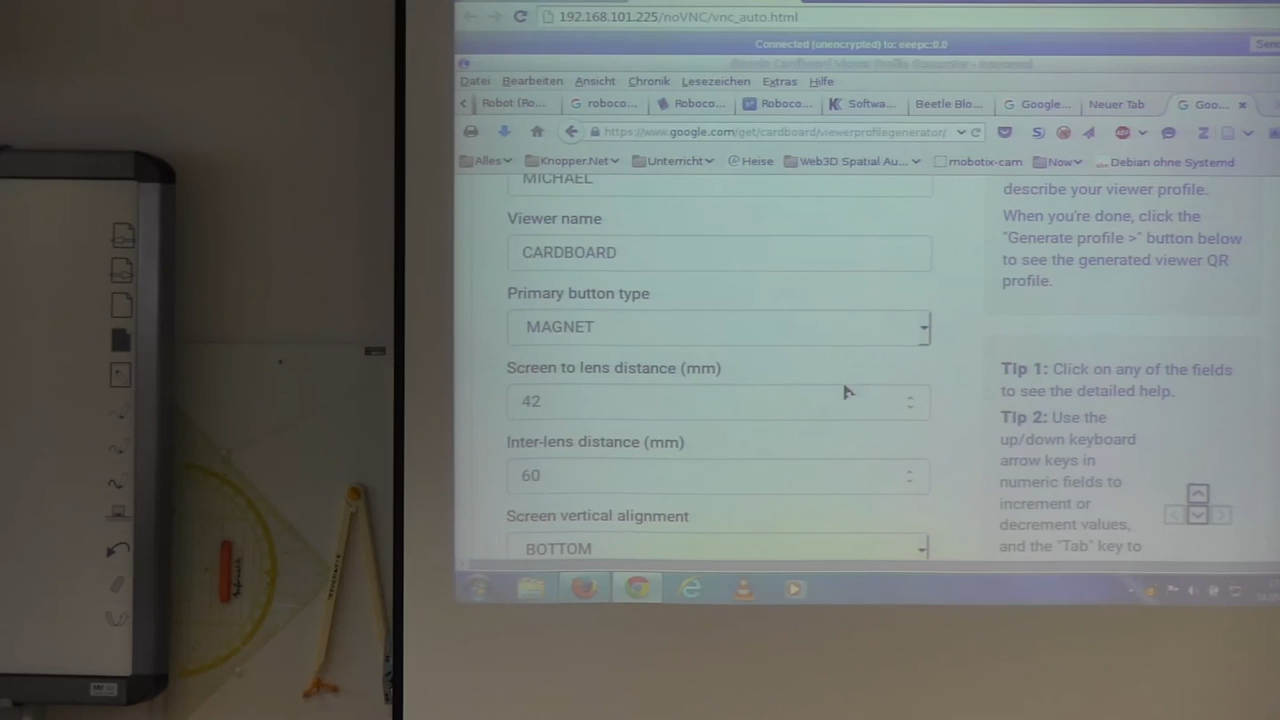 192.168.101.225/noVNC/vnc_auto.html
Connected (unencrypted) to: eeepc:0.0
Datei Bearbeiten Ansicht Chronik Lesezeichen Extras Hilfe
Robot (Ro... roboco... Roboco... Roboco... Softwa... Beetle Blo... Google... Neuer Tab Goo...
https://www.google.com/get/cardboard/viewerprofilegenerator/
Alles Knopper.Net Unterricht Heise Web3D Spatial Au... mobotix-cam Now Debian ohne Systemd
MICHAEL
Viewer name
CARDBOARD
Primary button type
MAGNET
Screen to lens distance (mm)
42
Inter-lens distance (mm)
60
Screen vertical alignment
BOTTOM
describe your viewer profile.
When you're done, click the
"Generate profile >" button below
to see the generated viewer QR
profile.
Tip 1: Click on any of the fields
to see the detailed help.
Tip 2: Use the
up/down keyboard
arrow keys in
numeric fields to
increment or
decrement values,
and the "Tab" key to